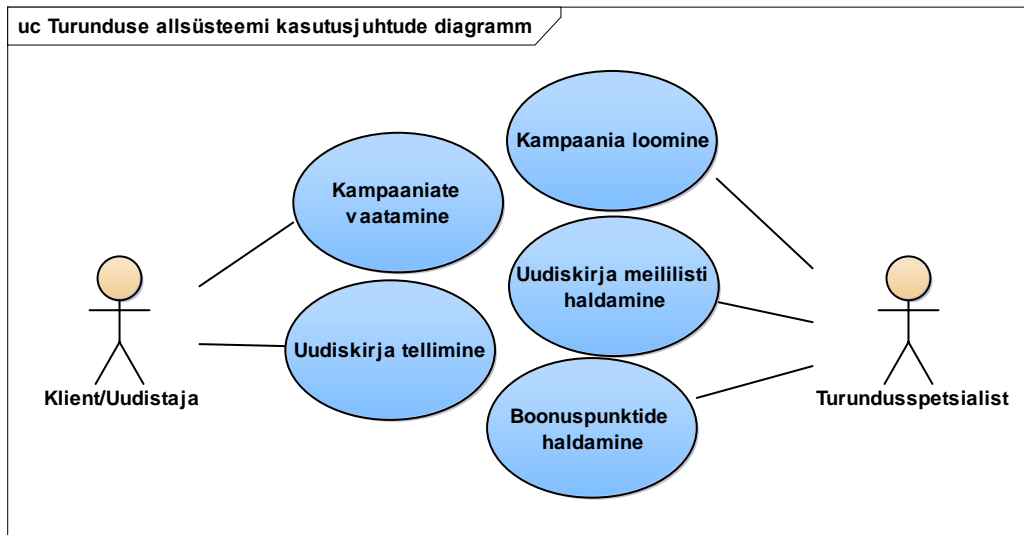 uc Turunduse allsüsteemi kasutusjuhtude diagramm
Kampaania loomine
Kampaaniate
vaatamine
Uudiskirja meililisti
haldamine
Uudiskirja tellimine
Boonuspunktide
haldamine
Klient/Uudistaja
Turundusspetsialist